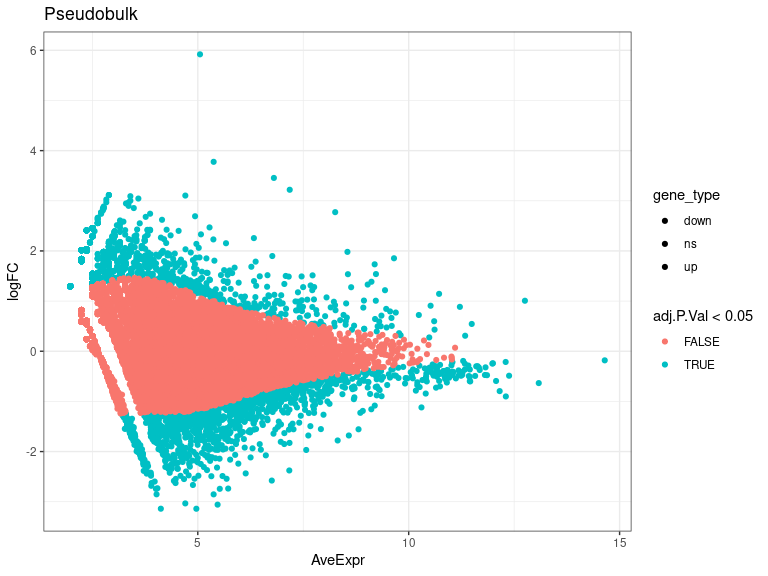 Pseudobulk
6
4
2
0
-2
logFC
5
10
15
AveExpr
gene_type
down
ns
up
adj.P.Val < 0.05
FALSE
TRUE